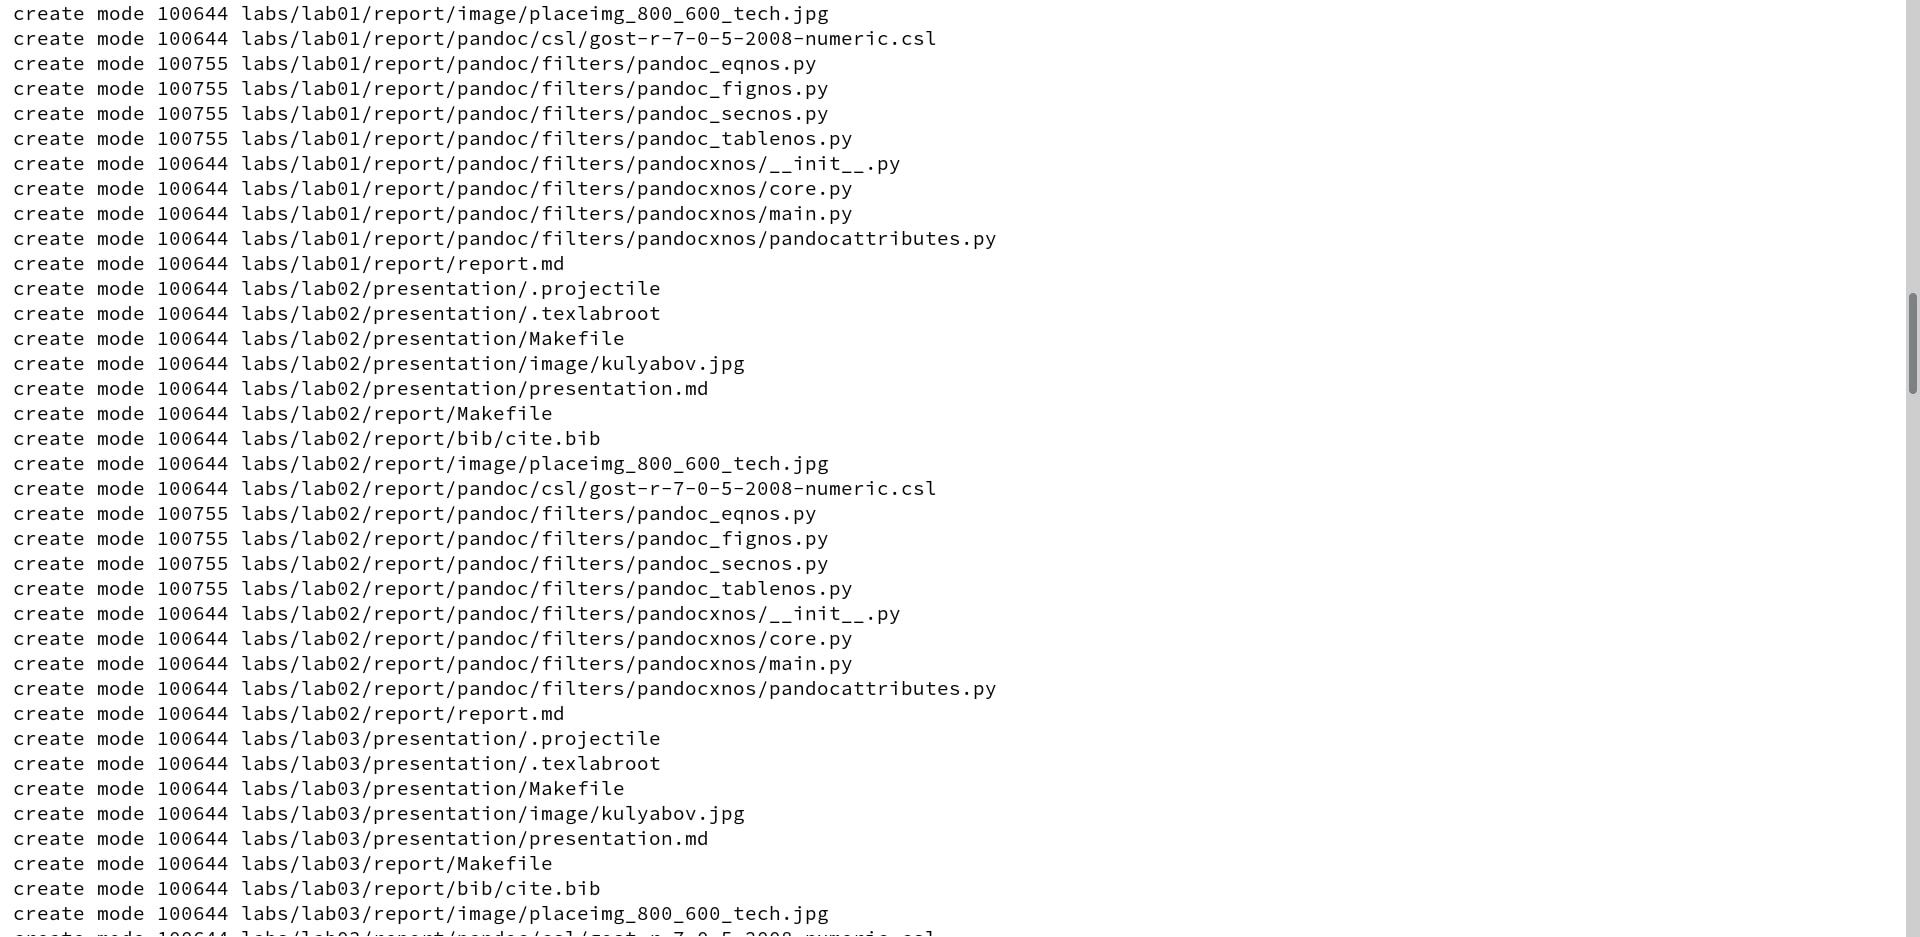 create mode 100644 labs/lab01/report/image/placeimg_800_600_tech.jpg
create mode 100644 labs/lab01/report/pandoc/csl/gost-r-7-0-5-2008-numeric.csl
create mode 100755 labs/lab01/report/pandoc/filters/pandoc_eqnos.py
create mode 100755 labs/lab01/report/pandoc/filters/pandoc_fignos.py
create mode 100755 labs/lab01/report/pandoc/filters/pandoc_secnos.py
create mode 100755 labs/lab01/report/pandoc/filters/pandoc_tablenos.py
create mode 100644 labs/lab01/report/pandoc/filters/pandocxnos/__init__.py
create mode 100644 labs/lab01/report/pandoc/filters/pandocxnos/core.py
create mode 100644 labs/lab01/report/pandoc/filters/pandocxnos/main.py
create mode 100644 labs/lab01/report/pandoc/filters/pandocxnos/pandocattributes.py
create mode 100644 labs/lab01/report/report.md
create mode 100644 labs/lab02/presentation/.projectile
create mode 100644 labs/lab02/presentation/.texlabroot
create mode 100644 labs/lab02/presentation/Makefile
create mode 100644 labs/lab02/presentation/image/kulyabov.jpg
create mode 100644 labs/lab02/presentation/presentation.md
create mode 100644 labs/lab02/report/Makefile
create mode 100644 labs/lab02/report/bib/cite.bib
create mode 100644 labs/lab02/report/image/placeimg_800_600_tech.jpg
create mode 100644 labs/lab02/report/pandoc/csl/gost-r-7-0-5-2008-numeric.csl
create mode 100755 labs/lab02/report/pandoc/filters/pandoc_eqnos.py
create mode 100755 labs/lab02/report/pandoc/filters/pandoc_fignos.py
create mode 100755 labs/lab02/report/pandoc/filters/pandoc_secnos.py
create mode 100755 labs/lab02/report/pandoc/filters/pandoc_tablenos.py
create mode 100644 labs/lab02/report/pandoc/filters/pandocxnos/__init__.py
create mode 100644 labs/lab02/report/pandoc/filters/pandocxnos/core.py
create mode 100644 labs/lab02/report/pandoc/filters/pandocxnos/main.py
create mode 100644 labs/lab02/report/pandoc/filters/pandocxnos/pandocattributes.py
create mode 100644 labs/lab02/report/report.md
create mode 100644 labs/lab03/presentation/.projectile
create mode 100644 labs/lab03/presentation/.texlabroot
create mode 100644 labs/lab03/presentation/Makefile
create mode 100644 labs/lab03/presentation/image/kulyabov.jpg
create mode 100644 labs/lab03/presentation/presentation.md
create mode 100644 labs/lab03/report/Makefile
create mode 100644 labs/lab03/report/bib/cite.bib
create mode 100644 labs/lab03/report/image/placeimg_800_600_tech.jpg